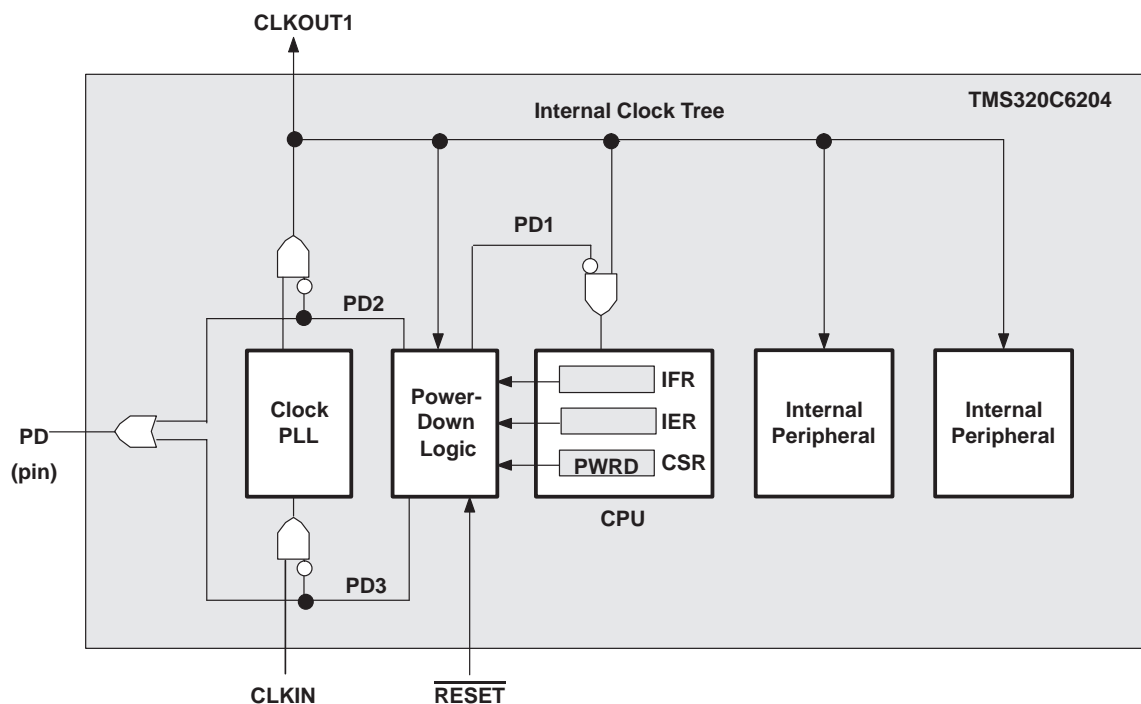 CLKOUT1
TMS320C6204
Internal Clock Tree
PD1
PD2
Clock
PLL
Power-
Down
Logic
IFR
IER
PWRD
CSR
CPU
Internal
Peripheral
Internal
Peripheral
PD
(pin)
PD3
CLKIN
RESET